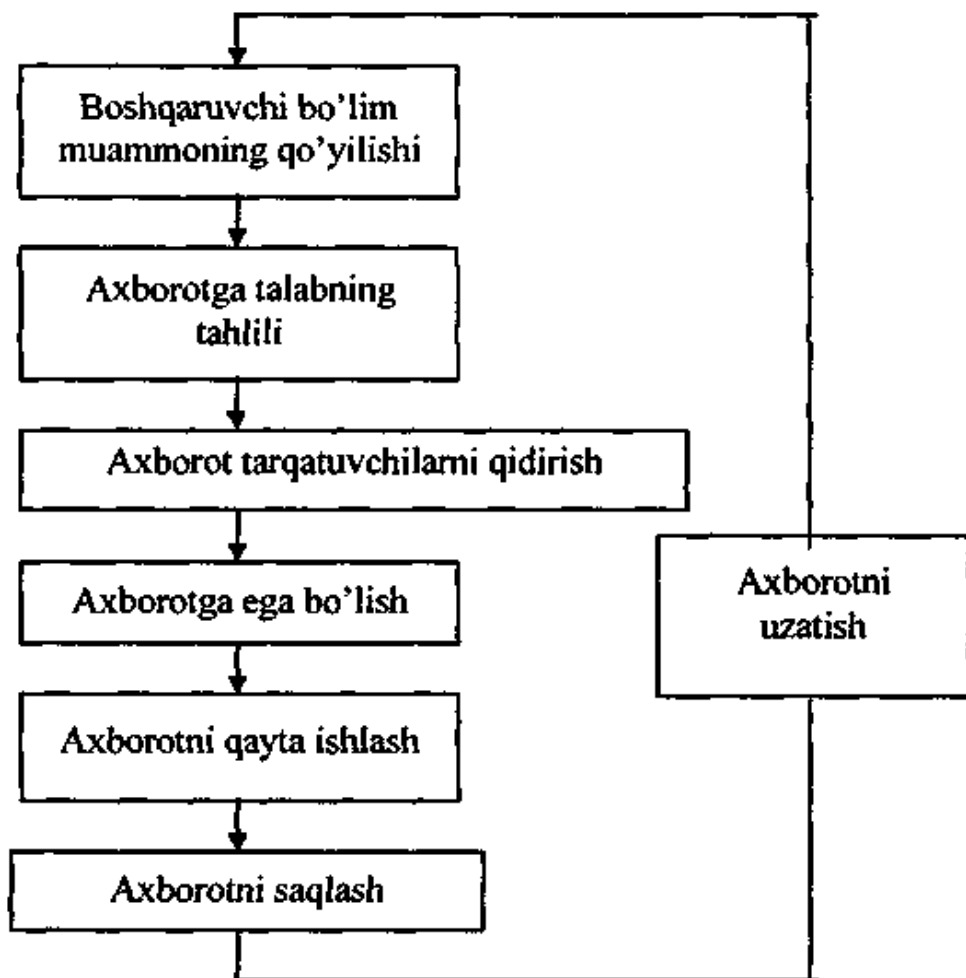 Boshqaruvchi bo'lim
muammoning qo'yilishi
Axborotga talabning
tahlili
Axborot tarqatuvchilarni qidirish
Axborotga ega bo'lish
Axborotni qayta ishlash
Axborotni saqlash
Axborotni
uzatish